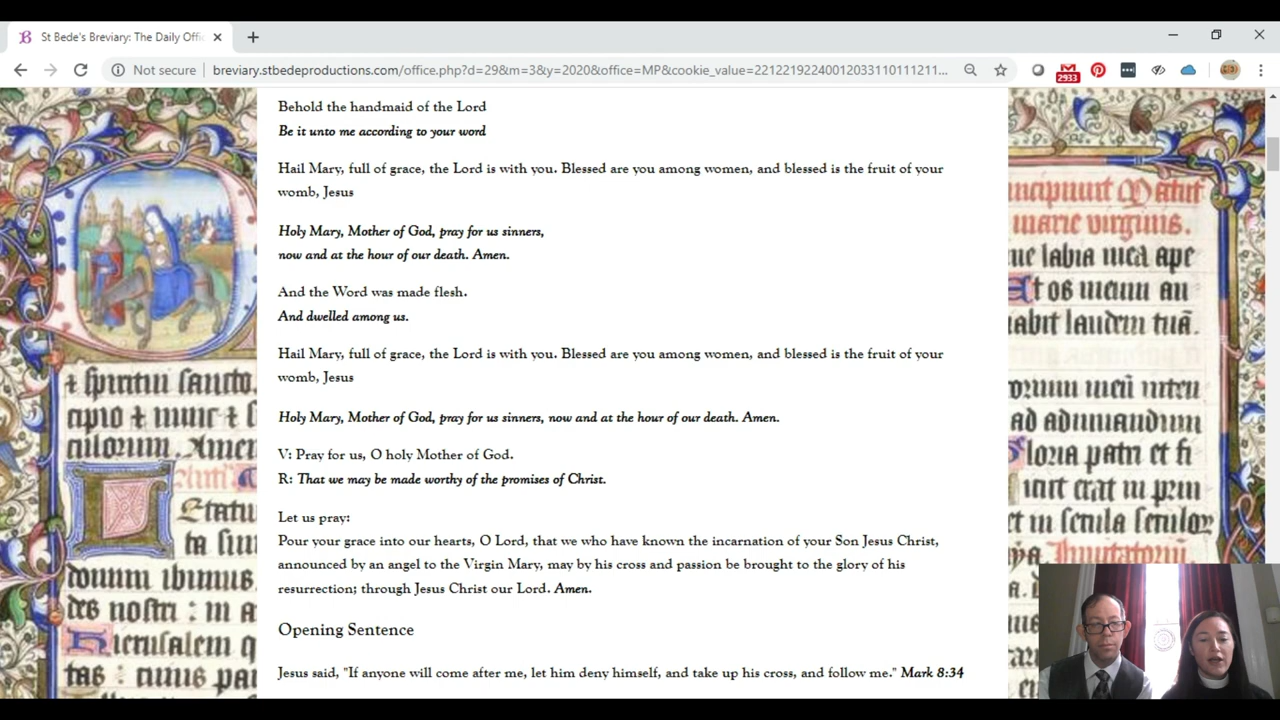 St Bede's Breviary: The Daily Offi
Not secure
breviary.stbedeproductions.com/office.php?d=29&m=3&y=2020&office=MP&cookie_value=22122192240012033110111211...
2933
Behold the handmaid of the Lord
Be it unto me according to your word
Hail Mary, full of grace, the Lord is with you. Blessed are you among women, and blessed is the fruit of your
womb, Jesus
Holy Mary, Mother of God, pray for us sinners,
now and at the hour of our death. Amen.
And the Word was made flesh.
And dwelled among us.
Hail Mary, full of grace, the Lord is with you. Blessed are you among women, and blessed is the fruit of your
womb, Jesus
Holy Mary, Mother of God, pray for us sinners, now and at the hour of our death. Amen.
V: Pray for us, O holy Mother of God.
R: That we may be made worthy of the promises of Christ.
Let us pray:
Pour your grace into our hearts, O Lord, that we who have known the incarnation of your Son Jesus Christ,
announced by an angel to the Virgin Mary, may by his cross and passion be brought to the glory of his
resurrection; through Jesus Christ our Lord. Amen.
Opening Sentence
Jesus said, "If anyone will come after me, let him deny himself, and take up his cross, and follow me." Mark 8:34